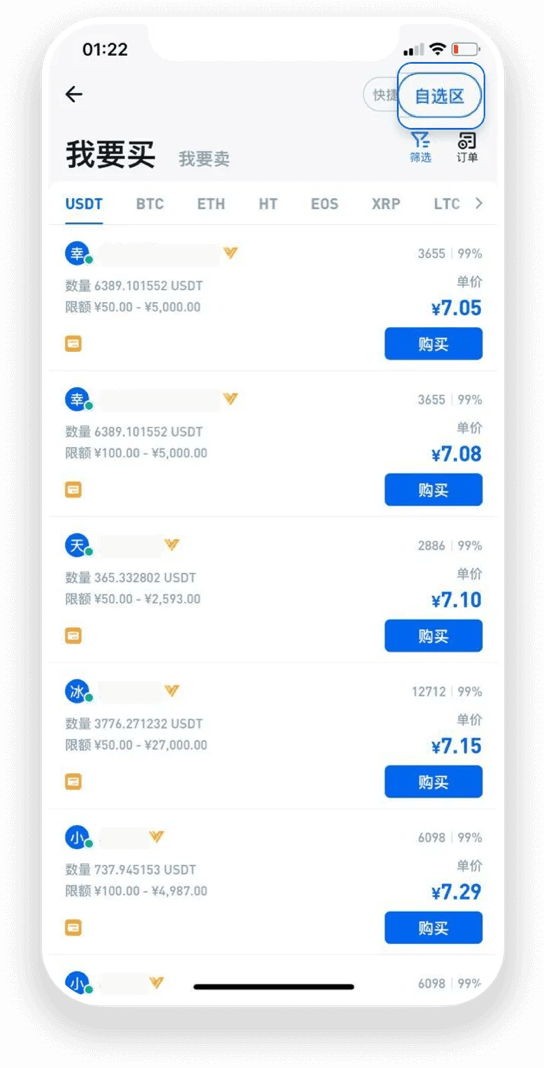 01:22
快捷 自选区
我要买 我要卖 筛选 订单
USDT BTC ETH HT EOS XRP LTC
幸 3655 | 99%
数量 6389.101552 USDT 单价
限额 ¥50.00 - ¥5,000.00 ¥7.05
购买
幸 3655 | 99%
数量 6389.101552 USDT 单价
限额 ¥100.00 - ¥5,000.00 ¥7.08
购买
天 2886 | 99%
数量 365.332802 USDT 单价
限额 ¥50.00 - ¥2,593.00 ¥7.10
购买
冰 12712 | 99%
数量 3776.271232 USDT 单价
限额 ¥50.00 - ¥27,000.00 ¥7.15
购买
小 6098 | 99%
数量 737.945153 USDT 单价
限额 ¥100.00 - ¥4,987.00 ¥7.29
购买
小 6098 | 99%